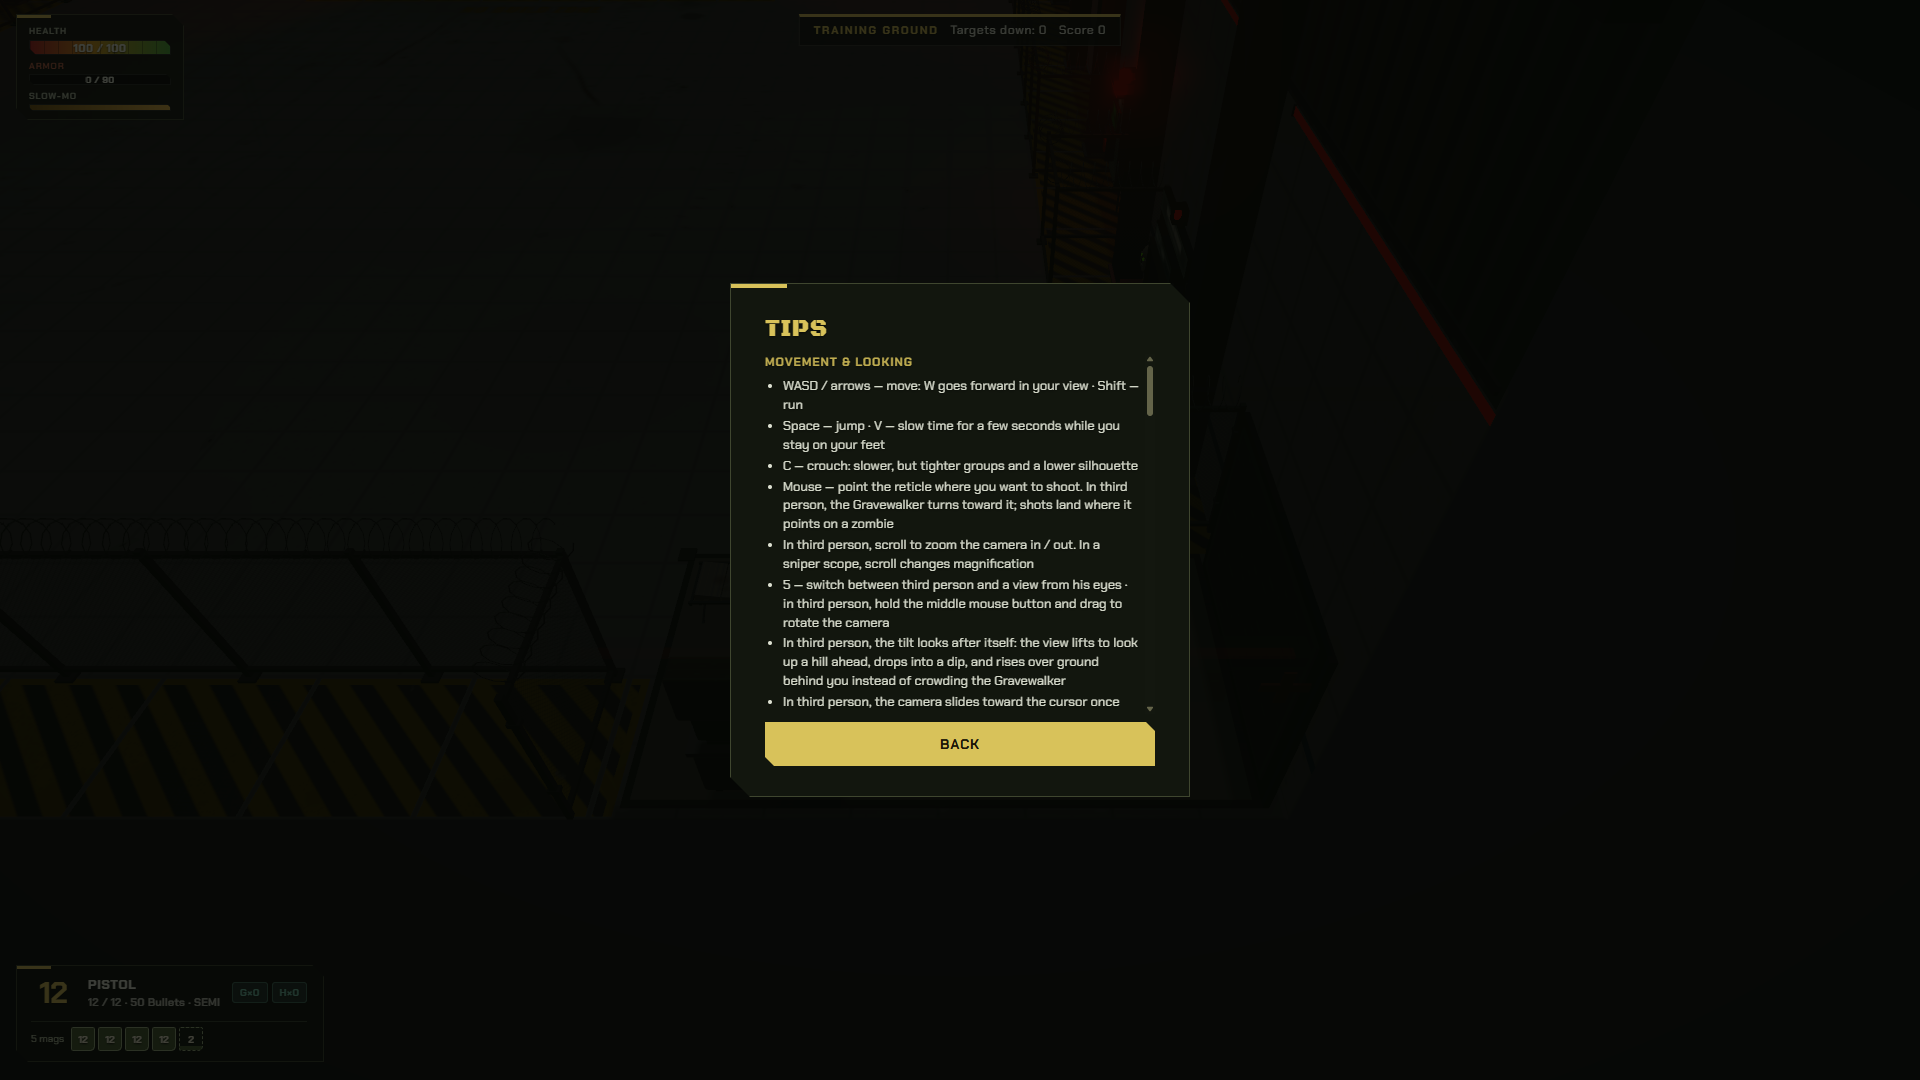 HEALTH
100 / 100
ARMOR
0 / 90
SLOW-MO
TRAINING GROUND Targets down: 0 Score 0
TIPS
MOVEMENT & LOOKING
• WASD / arrows — move: W goes forward in your view · Shift —
run
• Space — jump · V — slow time for a few seconds while you
stay on your feet
• C — crouch: slower, but tighter groups and a lower silhouette
• Mouse — point the reticle where you want to shoot. In third
person, the Gravewalker turns toward it; shots land where it
points on a zombie
• In third person, scroll to zoom the camera in / out. In a
sniper scope, scroll changes magnification
• 5 — switch between third person and a view from his eyes ·
in third person, hold the middle mouse button and drag to
rotate the camera
• In third person, the tilt looks after itself: the view lifts to look
up a hill ahead, drops into a dip, and rises over ground
behind you instead of crowding the Gravewalker
• In third person, the camera slides toward the cursor once
BACK
12 PISTOL
12 / 12 · 50 Bullets · SEMI
G×0 H×0
5 mags 12 12 12 12 2